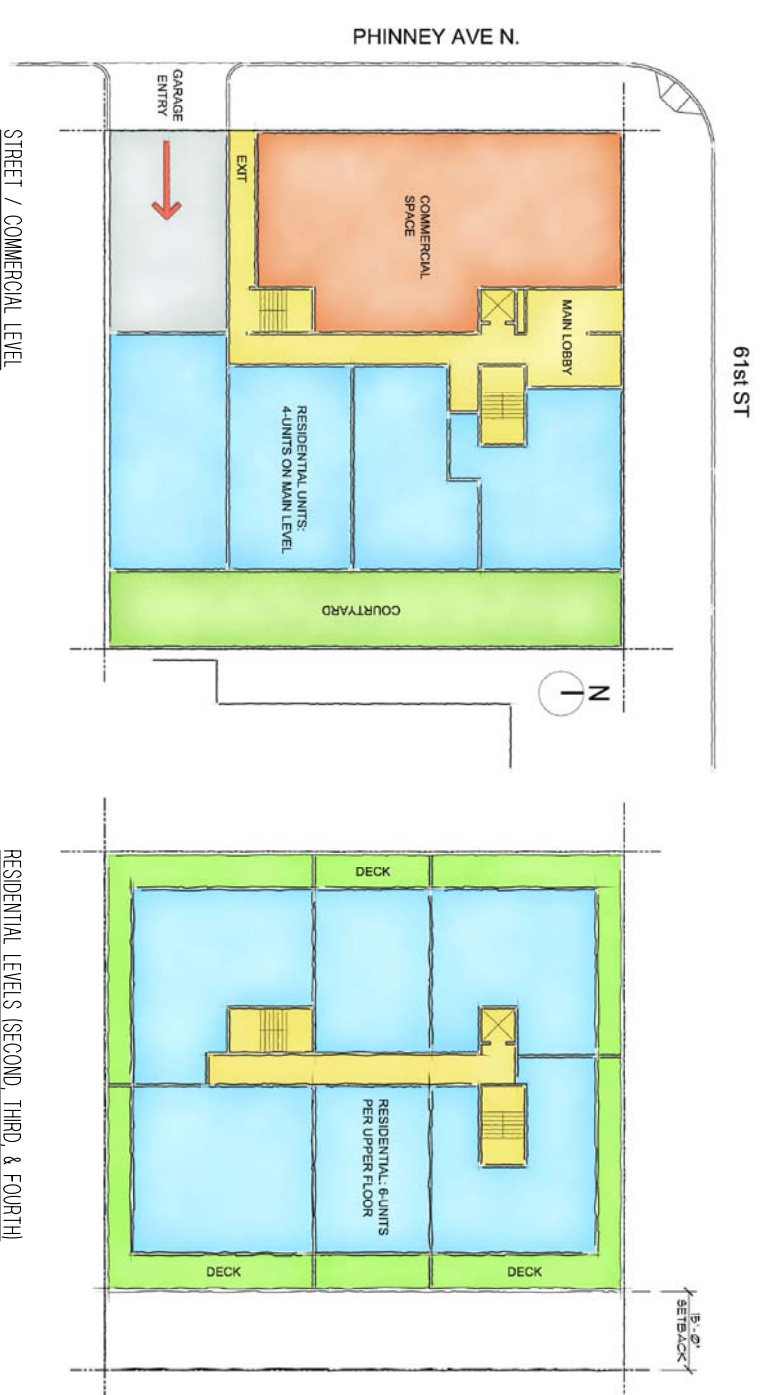 PHINNEY AVE N.
GARAGE
ENTRY
EXIT
COMMERCIAL
SPACE
MAIN LOBBY
61st ST
RESIDENTIAL UNITS:
4-UNITS ON MAIN LEVEL
COURTYARD
N
STREET / COMMERCIAL LEVEL
DECK
RESIDENTIAL: 6-UNITS
PER UPPER FLOOR
DECK
DECK
15'-0"
SETBACK
RESIDENTIAL LEVELS (SECOND, THIRD, & FOURTH)